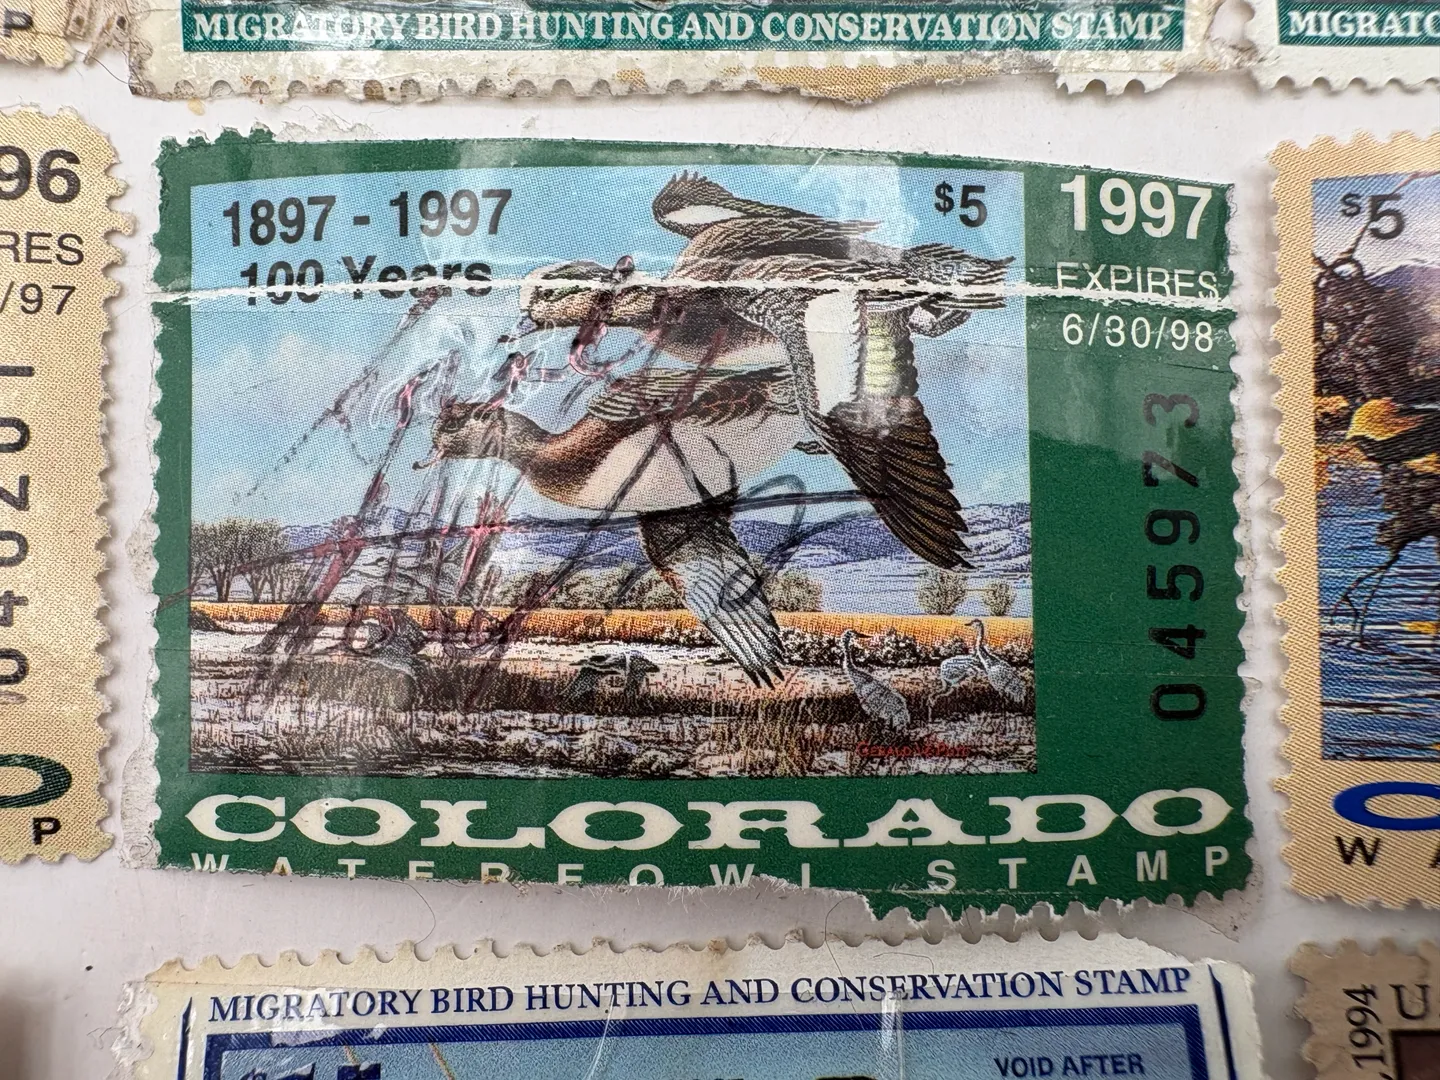 P
MIGRATORY BIRD HUNTING AND CONSERVATION STAMP
MIGRATO
96
RES
/97
P
1897 - 1997
100 Years
$5
1997
EXPIRES
6/30/98
045973
COLORADO
WATERFOWL STAMP
$5
W A
MIGRATORY BIRD HUNTING AND CONSERVATION STAMP
VOID AFTER
U.
,1994